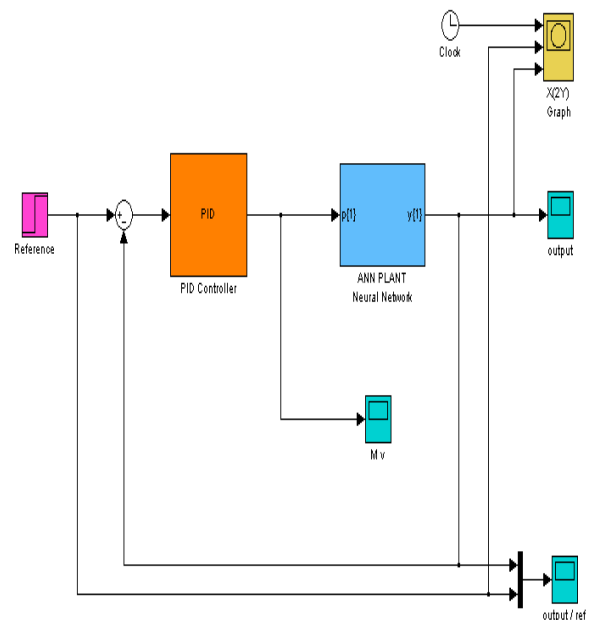 Clock
X(2Y)
Graph
PID
p{1}
y{1}
Reference
+
-
PID Controller
ANN PLANT
Neural Network
output
M v
output / ref